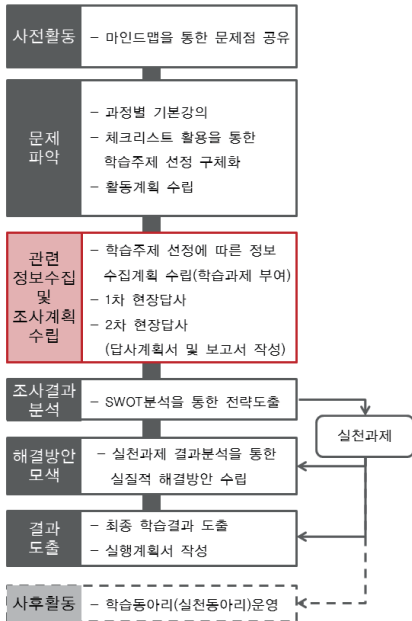 사전활동
– 마인드맵을 통한 문제점 공유
문제
파악
– 과정별 기본강의
– 체크리스트 활용을 통한
학습주제 선정 구체화
– 활동계획 수립
관련
정보수집
및
조사계획
수립
– 학습주제 선정에 따른 정보
수집계획 수립(학습과제 부여)
– 1차 현장답사
– 2차 현장답사
(답사계획서 및 보고서 작성)
조사결과
분석
– SWOT분석을 통한 전략도출
실천과제
해결방안
모색
– 실천과제 결과분석을 통한
실질적 해결방안 수립
결과
도출
– 최종 학습결과 도출
– 실행계획서 작성
사후활동
– 학습동아리(실천동아리)운영